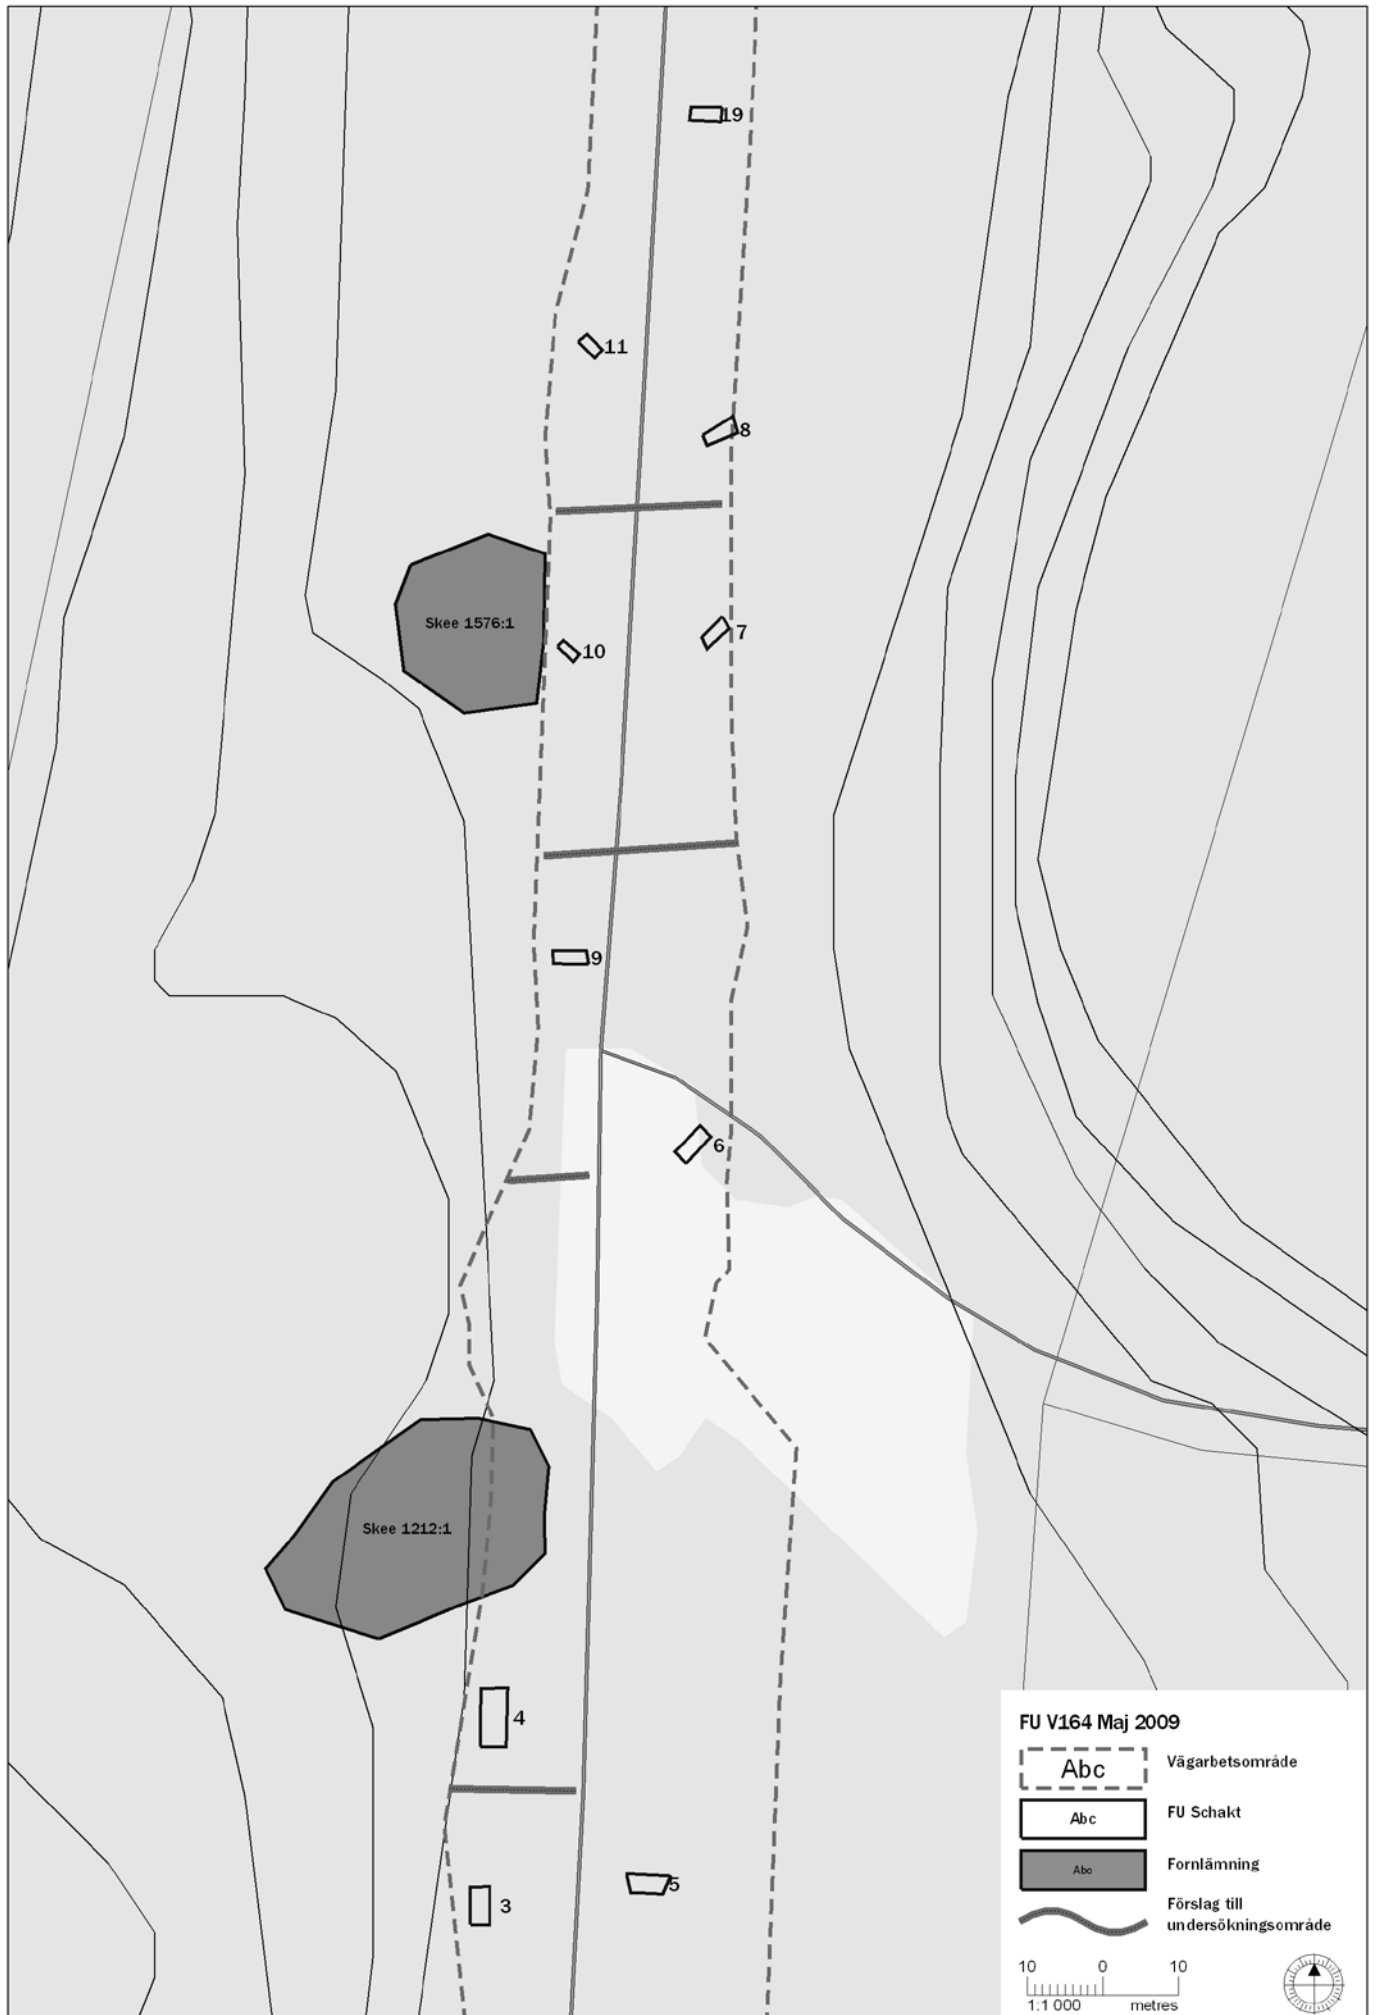 19
11
8
Skee 1576:1
10
7
9
6
Skee 1212:1
4
3
5
FU V164 Maj 2009
Abc
Vägarbetsområde
Abc
FU Schakt
Abc
Fornlämning
Förslag till
undersökningsområde
10 0 10
1:1 000 metres